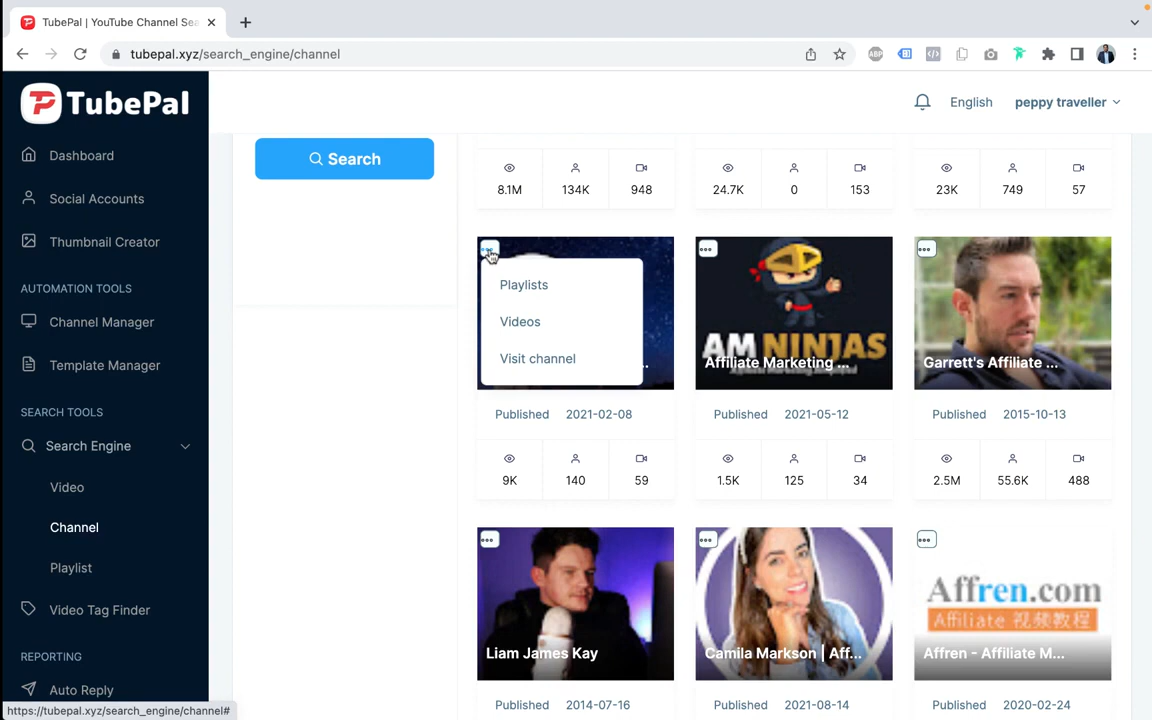 TubePal | YouTube Channel Sea
tubepal.xyz/search_engine/channel
ABP
TubePal
English
peppy traveller
Dashboard
Social Accounts
Thumbnail Creator
AUTOMATION TOOLS
Channel Manager
Template Manager
SEARCH TOOLS
Search Engine
Video
Channel
Playlist
Video Tag Finder
REPORTING
Auto Reply
https://tubepal.xyz/search_engine/channel#
Search
8.1M 134K 948
24.7K 0 153
23K 749 57
Playlists
Videos
Visit channel
...
AM NINJAS
Affiliate Marketing ...
Garrett's Affiliate ...
Published 2021-02-08
Published 2021-05-12
Published 2015-10-13
9K 140 59
1.5K 125 34
2.5M 55.6K 488
Liam James Kay
Camila Markson | Aff...
Affren.com
Affiliate 视频教程
Affren - Affiliate M...
Published 2014-07-16
Published 2021-08-14
Published 2020-02-24